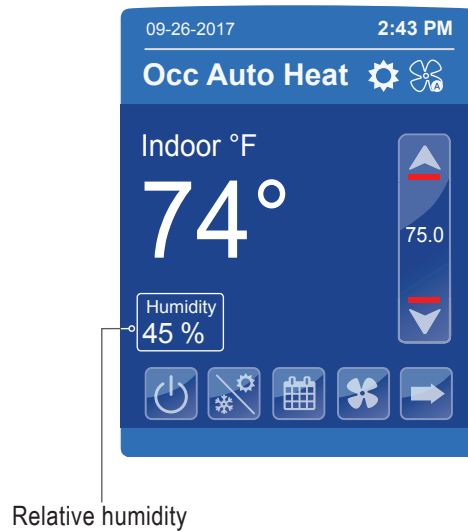 09-26-2017 2:43 PM
Occ Auto Heat A
Indoor °F
74°
75.0
Humidity
45 %
Relative humidity